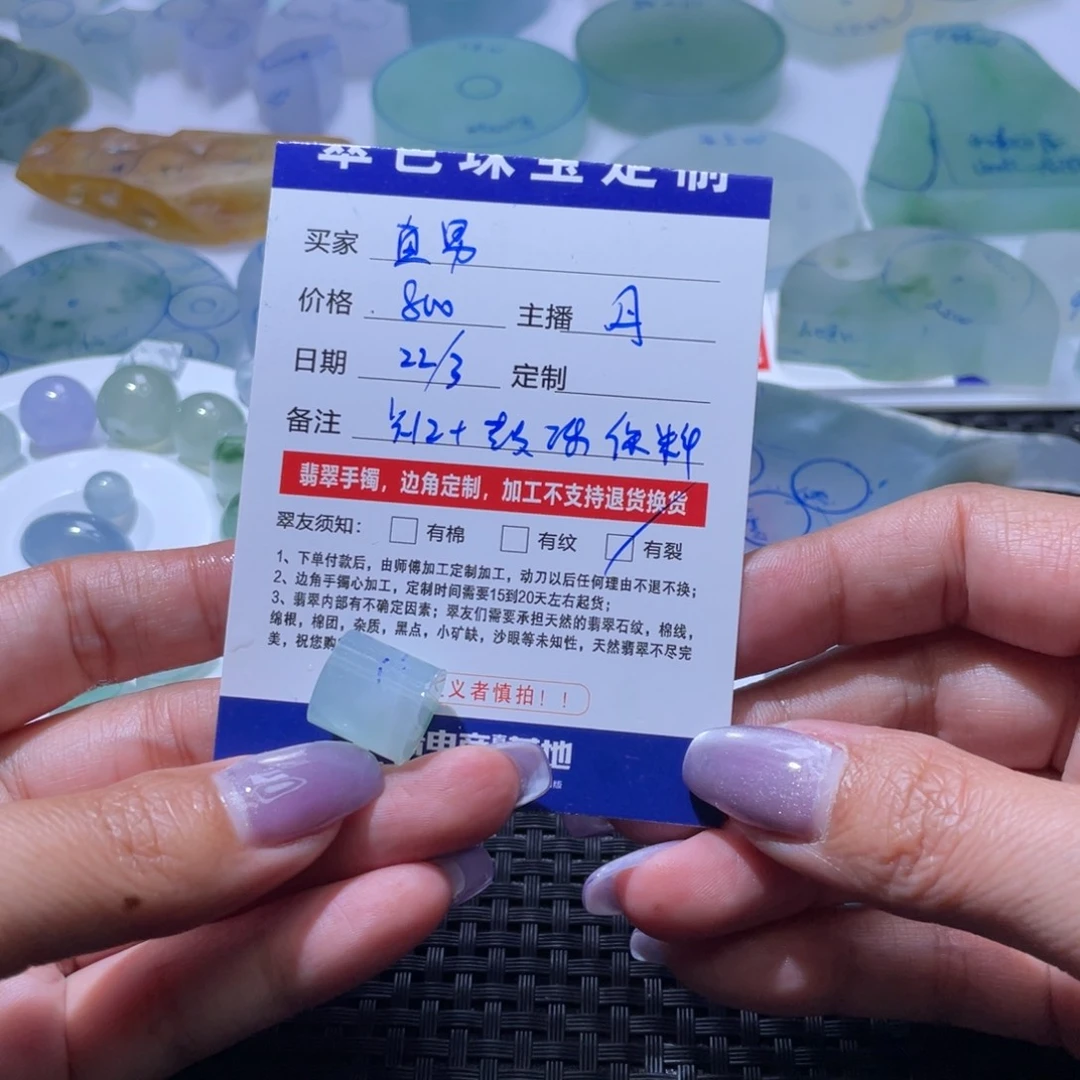 翠色珠宝定制
买家 直男
价格 800 主播 丹
日期 22/3 定制
备注 料
翡翠手镯，边角定制，加工不支持退货换货
翠友须知： 有棉 有纹 有裂
1、下单付款后，由师傅加工定制加工，动刀以后任何理由不退不换；
2、边角手镯心加工，定制时间需要15到20天左右起货；
3、翡翠内部有不确定因素；翠友们需要承担天然的翡翠石纹，棉线，
绵根，棉团，杂质，黑点，小矿缺，沙眼等未知性，天然翡翠不尽完
美，祝您购
义者慎拍！！
基地